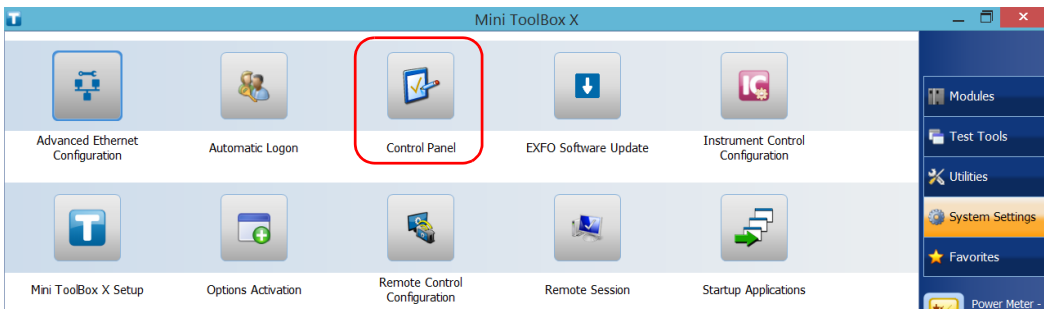 Mini ToolBox X
Advanced Ethernet
Configuration
Automatic Logon
Control Panel
EXFO Software Update
Instrument Control
Configuration
Mini ToolBox X Setup
Options Activation
Remote Control
Configuration
Remote Session
Startup Applications
Modules
Test Tools
Utilities
System Settings
Favorites
Power Meter -